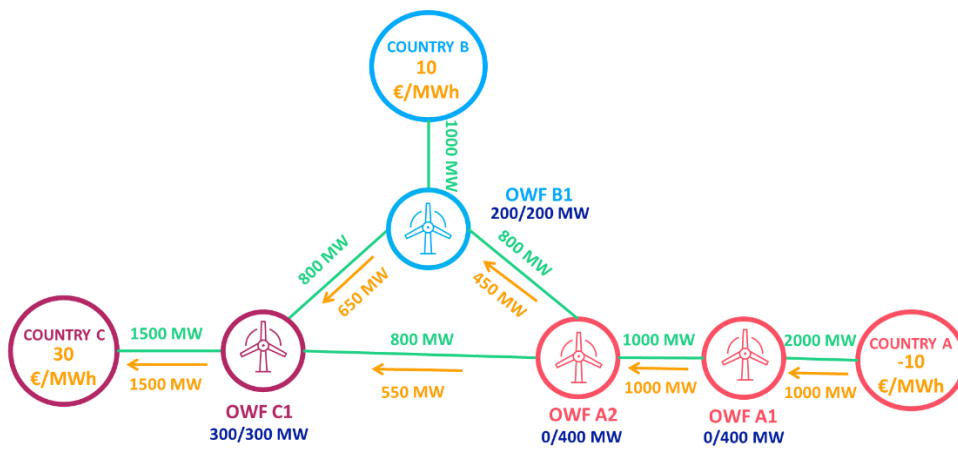 COUNTRY B
10
€/MWh
1000 MW
OWF B1
200/200 MW
800 MW
650 MW
800 MW
450 MW
COUNTRY C
30
€/MWh
1500 MW
1500 MW
OWF C1
300/300 MW
800 MW
550 MW
OWF A2
0/400 MW
1000 MW
1000 MW
OWF A1
0/400 MW
2000 MW
1000 MW
COUNTRY A
-10
€/MWh